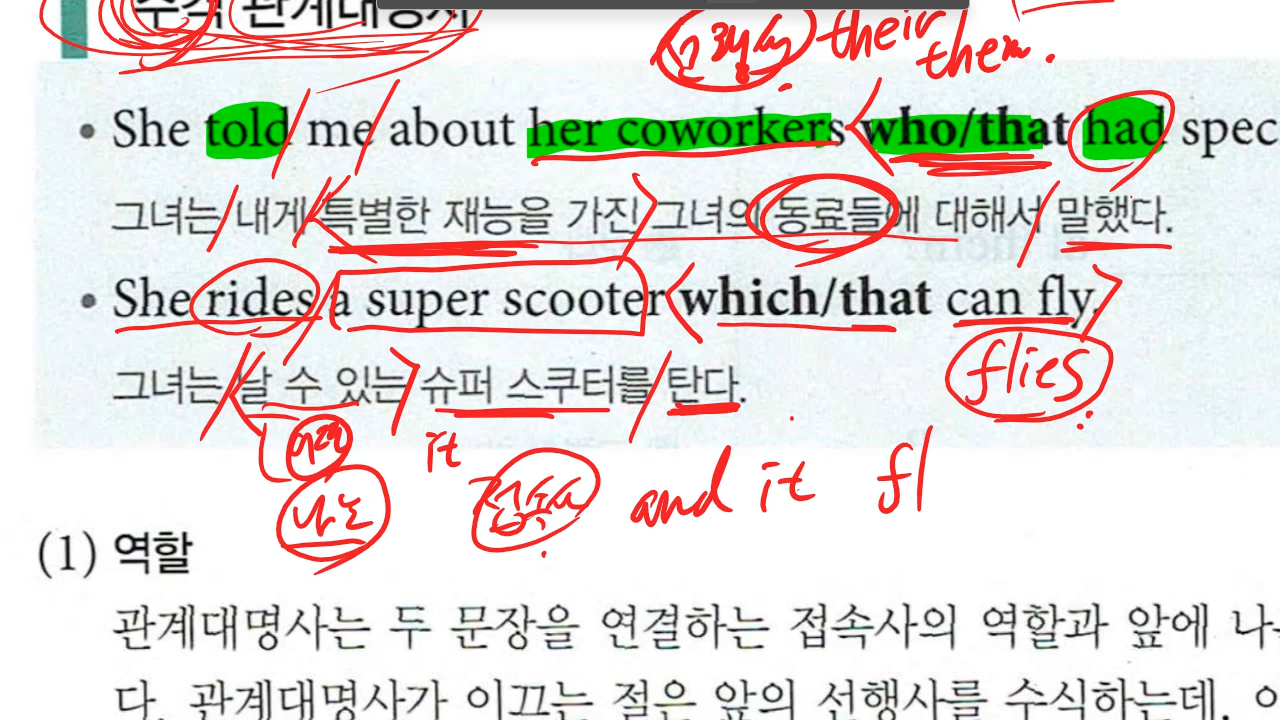 주격 관계대명사
their
them.
• She told me about her coworkers who/that had spec
그녀는 내게 특별한 재능을 가진 그녀의 동료들에 대해서 말했다.
• She rides a super scooter which/that can fly.
flies
그녀는 날 수 있는 슈퍼 스쿠터를 탄다.
it
나는 접속사 and it fl
(1) 역할
관계대명사는 두 문장을 연결하는 접속사의 역할과 앞에 나
다. 관계대명사가 이끄는 절은 앞의 선행사를 수식하는데,